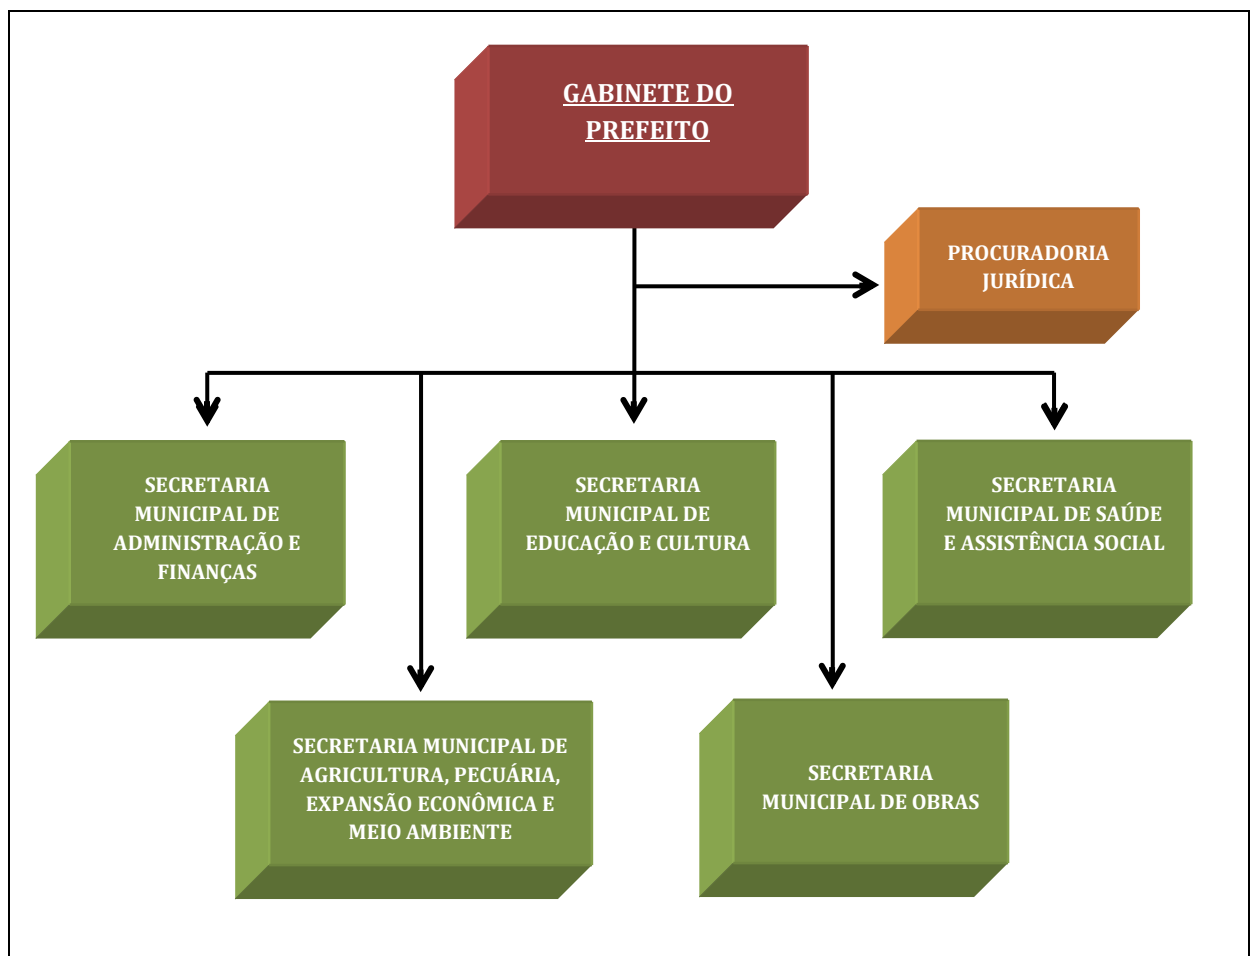 GABINETE DO
PREFEITO
PROCURADORIA
JURÍDICA
SECRETARIA
MUNICIPAL DE
ADMINISTRAÇÃO E
FINANÇAS
SECRETARIA
MUNICIPAL DE
EDUCAÇÃO E CULTURA
SECRETARIA
MUNICIPAL DE SAÚDE
E ASSISTÊNCIA SOCIAL
SECRETARIA MUNICIPAL DE
AGRICULTURA, PECUÁRIA,
EXPANSÃO ECONÔMICA E
MEIO AMBIENTE
SECRETARIA
MUNICIPAL DE OBRAS